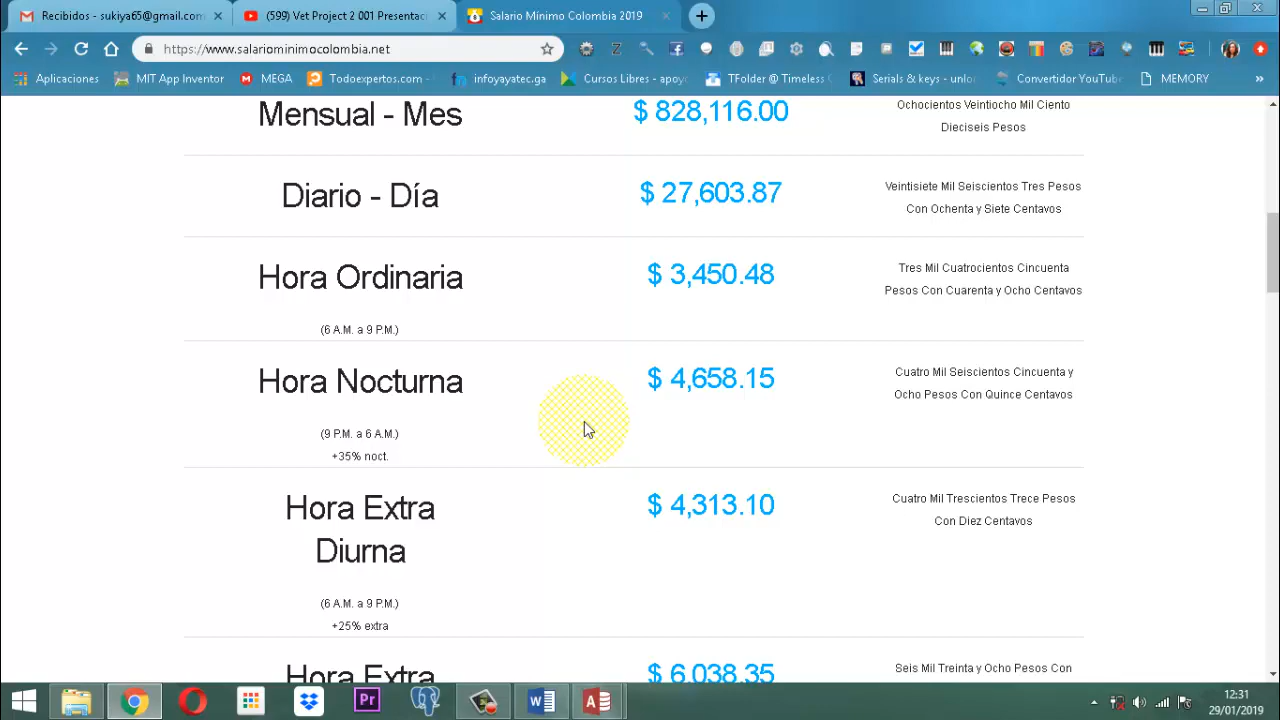 Recibidos - sukiya65@gmail.com
(599) Vet Project 2 001 Presentaci
Salario Mínimo Colombia 2019
https://www.salariominimocolombia.net
Aplicaciones
MIT App Inventor
MEGA
Todoexpertos.com -
infoyayatec.ga
Cursos Libres - apoyo
TFolder @ Timeless
Serials & keys - unlo
Convertidor YouTube
MEMORY
»
Mensual - Mes
$ 828,116.00
Ochocientos Veintiocho Mil Ciento
Dieciseis Pesos
Diario - Día
$ 27,603.87
Veintisiete Mil Seiscientos Tres Pesos
Con Ochenta y Siete Centavos
Hora Ordinaria
(6 A.M. a 9 P.M.)
$ 3,450.48
Tres Mil Cuatrocientos Cincuenta
Pesos Con Cuarenta y Ocho Centavos
Hora Nocturna
(9 P.M. a 6 A.M.)
+35% noct.
$ 4,658.15
Cuatro Mil Seiscientos Cincuenta y
Ocho Pesos Con Quince Centavos
Hora Extra
Diurna
(6 A.M. a 9 P.M.)
+25% extra
$ 4,313.10
Cuatro Mil Trescientos Trece Pesos
Con Diez Centavos
Hora Extra
$ 6,038.35
Seis Mil Treinta y Ocho Pesos Con
Pr
12:31
29/01/2019